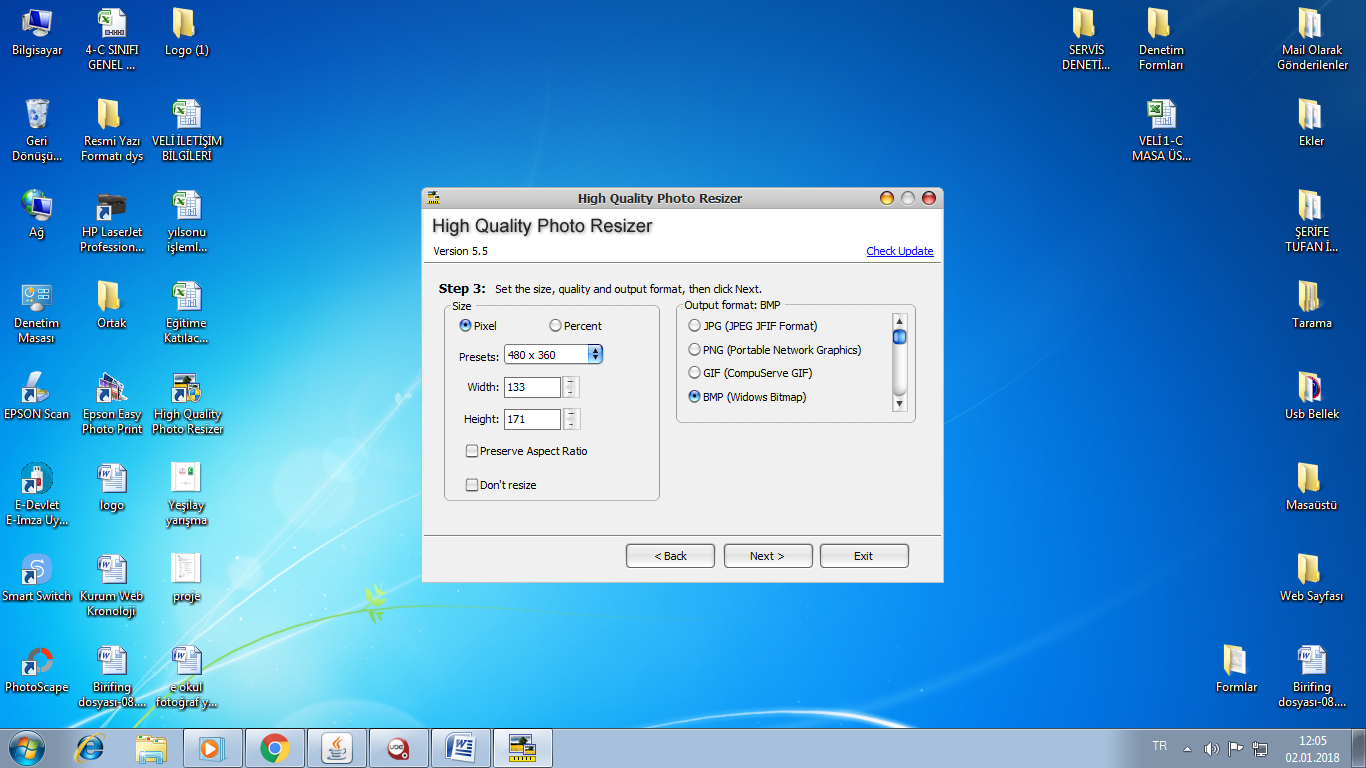 Bilgisayar
4-C SINIFI
GENEL ...
Logo (1)
SERVİS
DENETİ...
Denetim
Formları
Mail Olarak
Gönderilenler
Geri
Dönüşü...
Resmi Yazı
Formatı dys
VELİ İLETİŞİM
BİLGİLERİ
VELİ 1-C
MASA ÜS...
Ekler
Ağ
HP LaserJet
Profession...
yılsonu
işleml...
ŞERİFE
TUFAN İ...
Denetim
Masası
Ortak
Eğitime
Katılac...
Tarama
EPSON Scan
Epson Easy
Photo Print
High Quality
Photo Resizer
Usb Bellek
E-Devlet
E-Imza Uy...
logo
Yeşilay
yarışma
Masaüstü
Smart Switch
Kurum Web
Kronoloji
proje
Web Sayfası
PhotoScape
Birifing
dosyası-08....
e okul
fotoğraf y...
Formlar
Birifing
dosyası-08....
High Quality Photo Resizer
High Quality Photo Resizer
Version 5.5
Check Update
Step 3: Set the size, quality and output format, then click Next.
Size
Pixel
Percent
Presets: 480 x 360
Width: 133
Height: 171
Preserve Aspect Ratio
Don't resize
Output format: BMP
JPG (JPEG JFIF Format)
PNG (Portable Network Graphics)
GIF (CompuServe GIF)
BMP (Widows Bitmap)
< Back
Next >
Exit
UDE
TR
12:05
02.01.2018